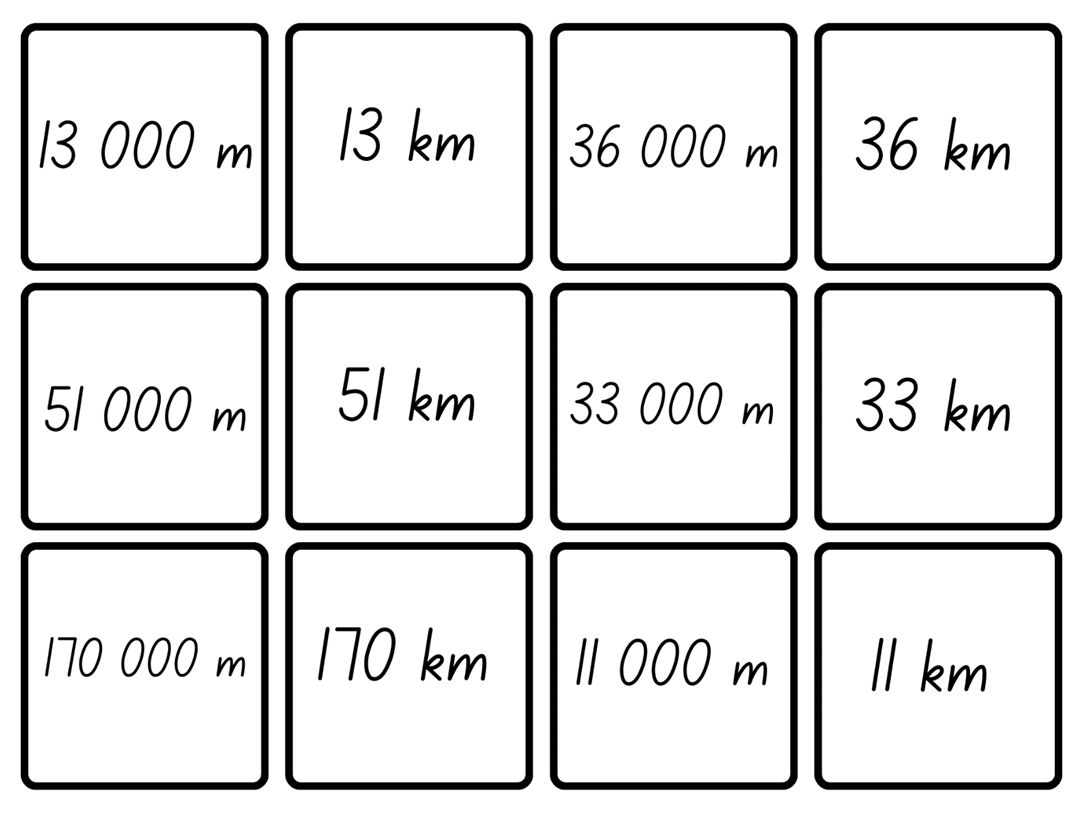 13 000 m
13 km
36 000 m
36 km
51 000 m
51 km
33 000 m
33 km
170 000 m
170 km
11 000 m
11 km